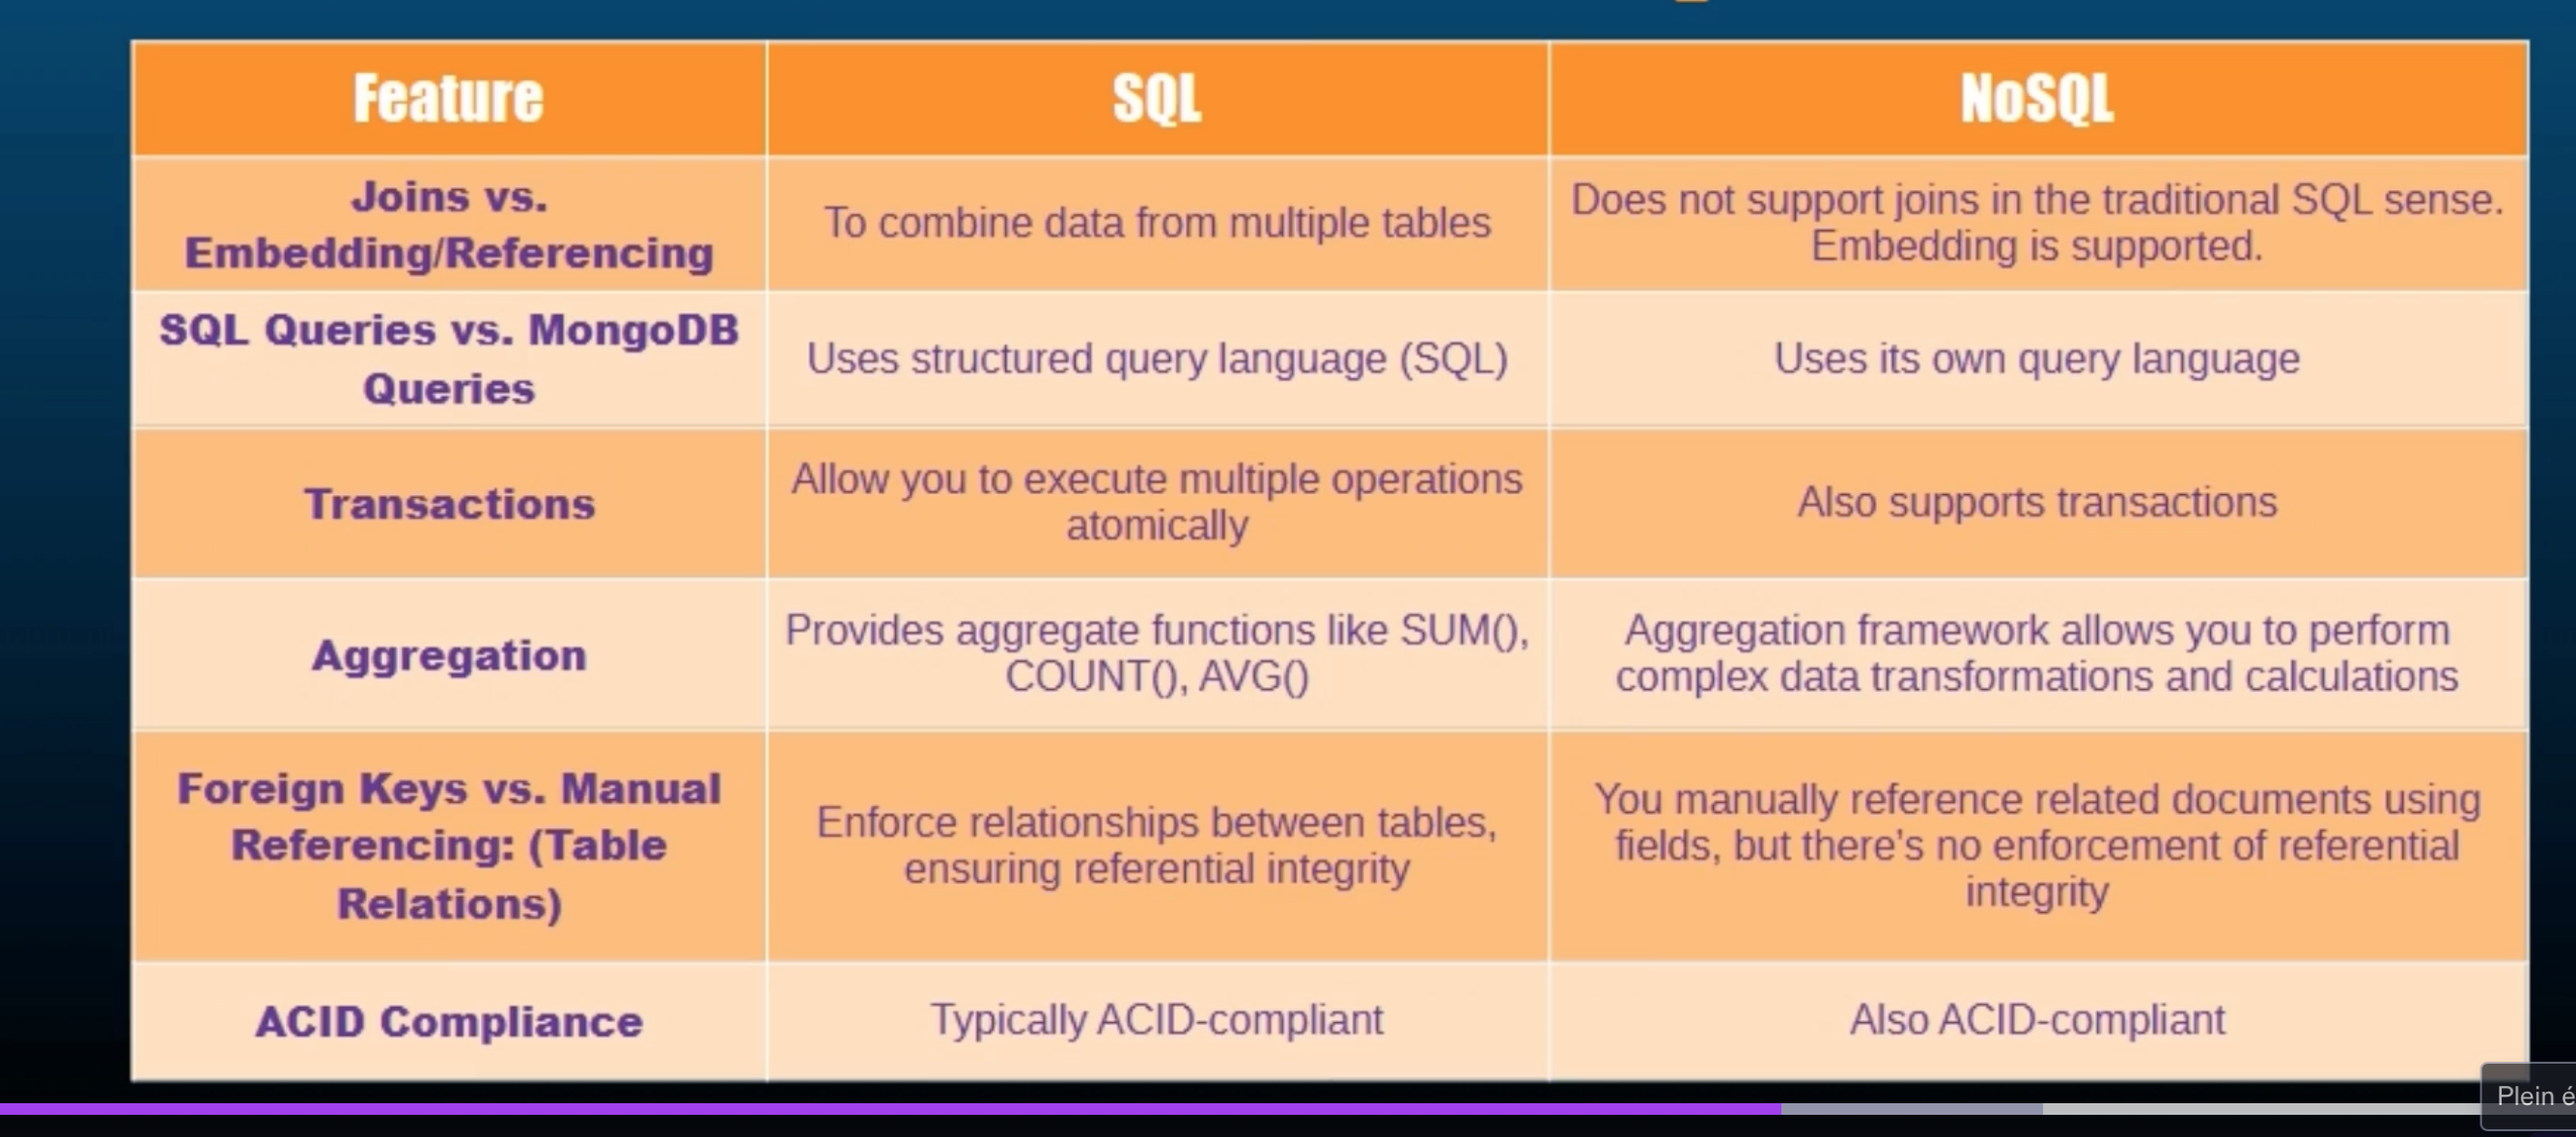 Feature
SQL
NoSQL
Joins vs.
Embedding/Referencing
To combine data from multiple tables
Does not support joins in the traditional SQL sense.
Embedding is supported.
SQL Queries vs. MongoDB
Queries
Uses structured query language (SQL)
Uses its own query language
Transactions
Allow you to execute multiple operations
atomically
Also supports transactions
Aggregation
Provides aggregate functions like SUM(),
COUNT(), AVG()
Aggregation framework allows you to perform
complex data transformations and calculations
Foreign Keys vs. Manual
Referencing: (Table
Relations)
Enforce relationships between tables,
ensuring referential integrity
You manually reference related documents using
fields, but there's no enforcement of referential
integrity
ACID Compliance
Typically ACID-compliant
Also ACID-compliant
Plein é